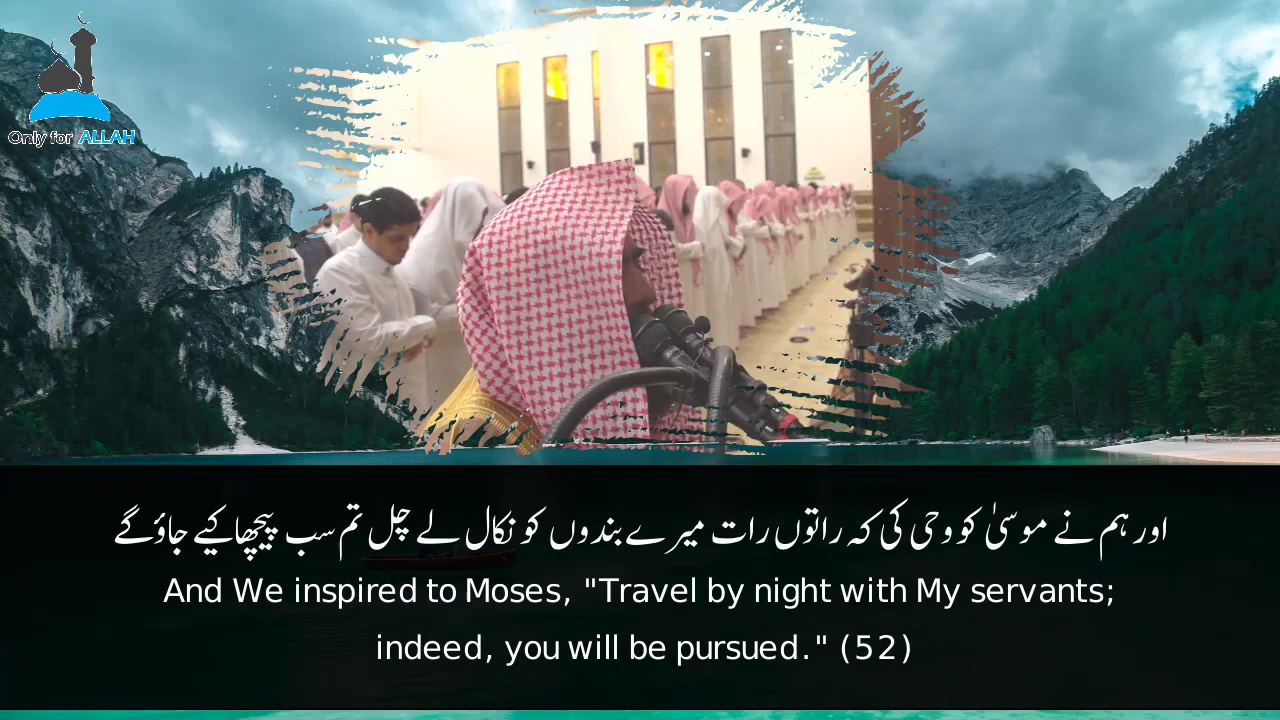 Only for ALLAH
اور ہم نے موسیٰ کو وحی کی کہ راتوں رات میرے بندوں کو نکال لے چل تم سب پیچھا کیے جاؤ گے
And We inspired to Moses, "Travel by night with My servants;
indeed, you will be pursued." (52)